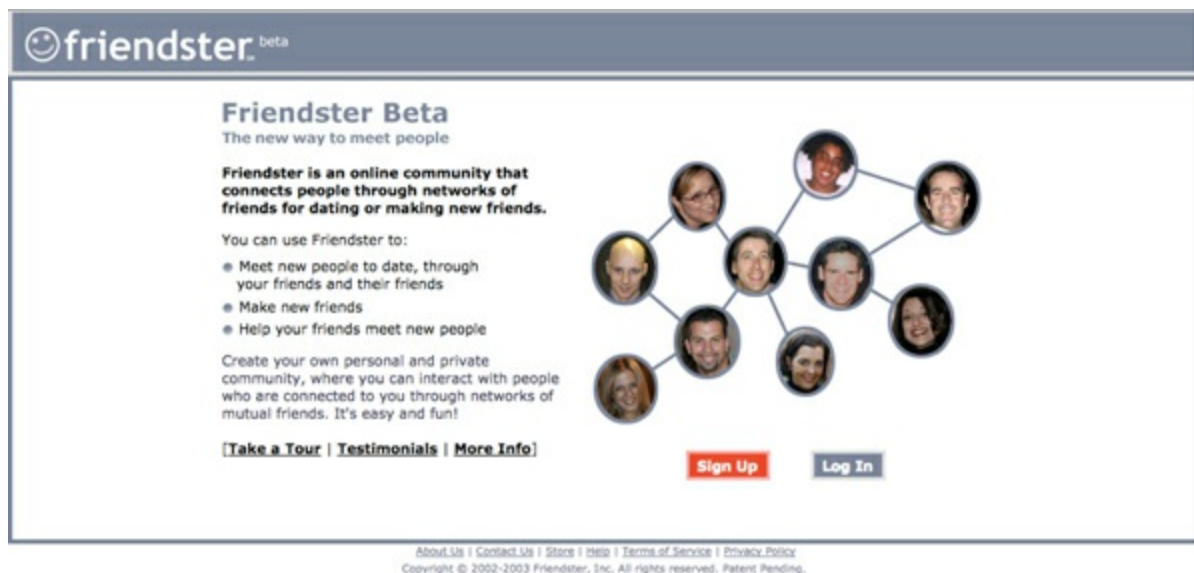 friendster℠ beta
Friendster Beta
The new way to meet people
Friendster is an online community that
connects people through networks of
friends for dating or making new friends.
You can use Friendster to:
Meet new people to date, through
your friends and their friends
Make new friends
Help your friends meet new people
Create your own personal and private
community, where you can interact with people
who are connected to you through networks of
mutual friends. It's easy and fun!
[Take a Tour | Testimonials | More Info]
Sign Up
Log In
About Us | Contact Us | Store | Help | Terms of Service | Privacy Policy
Copyright © 2002-2003 Friendster, Inc. All rights reserved. Patent Pending.